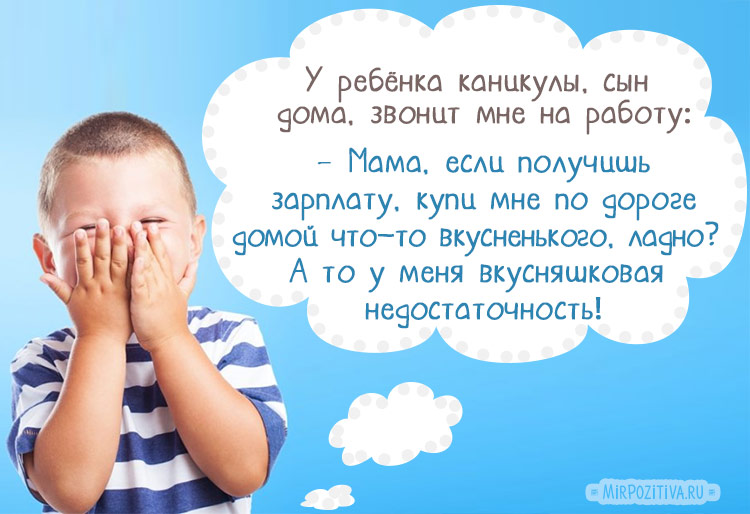 У ребёнка каникулы, сын
дома, звонит мне на работу:
- Мама, если получишь
зарплату, купи мне по дороге
домой что-то вкусненького, ладно?
А то у меня вкусняшковая
недостаточность!
MirPozitiva.ru